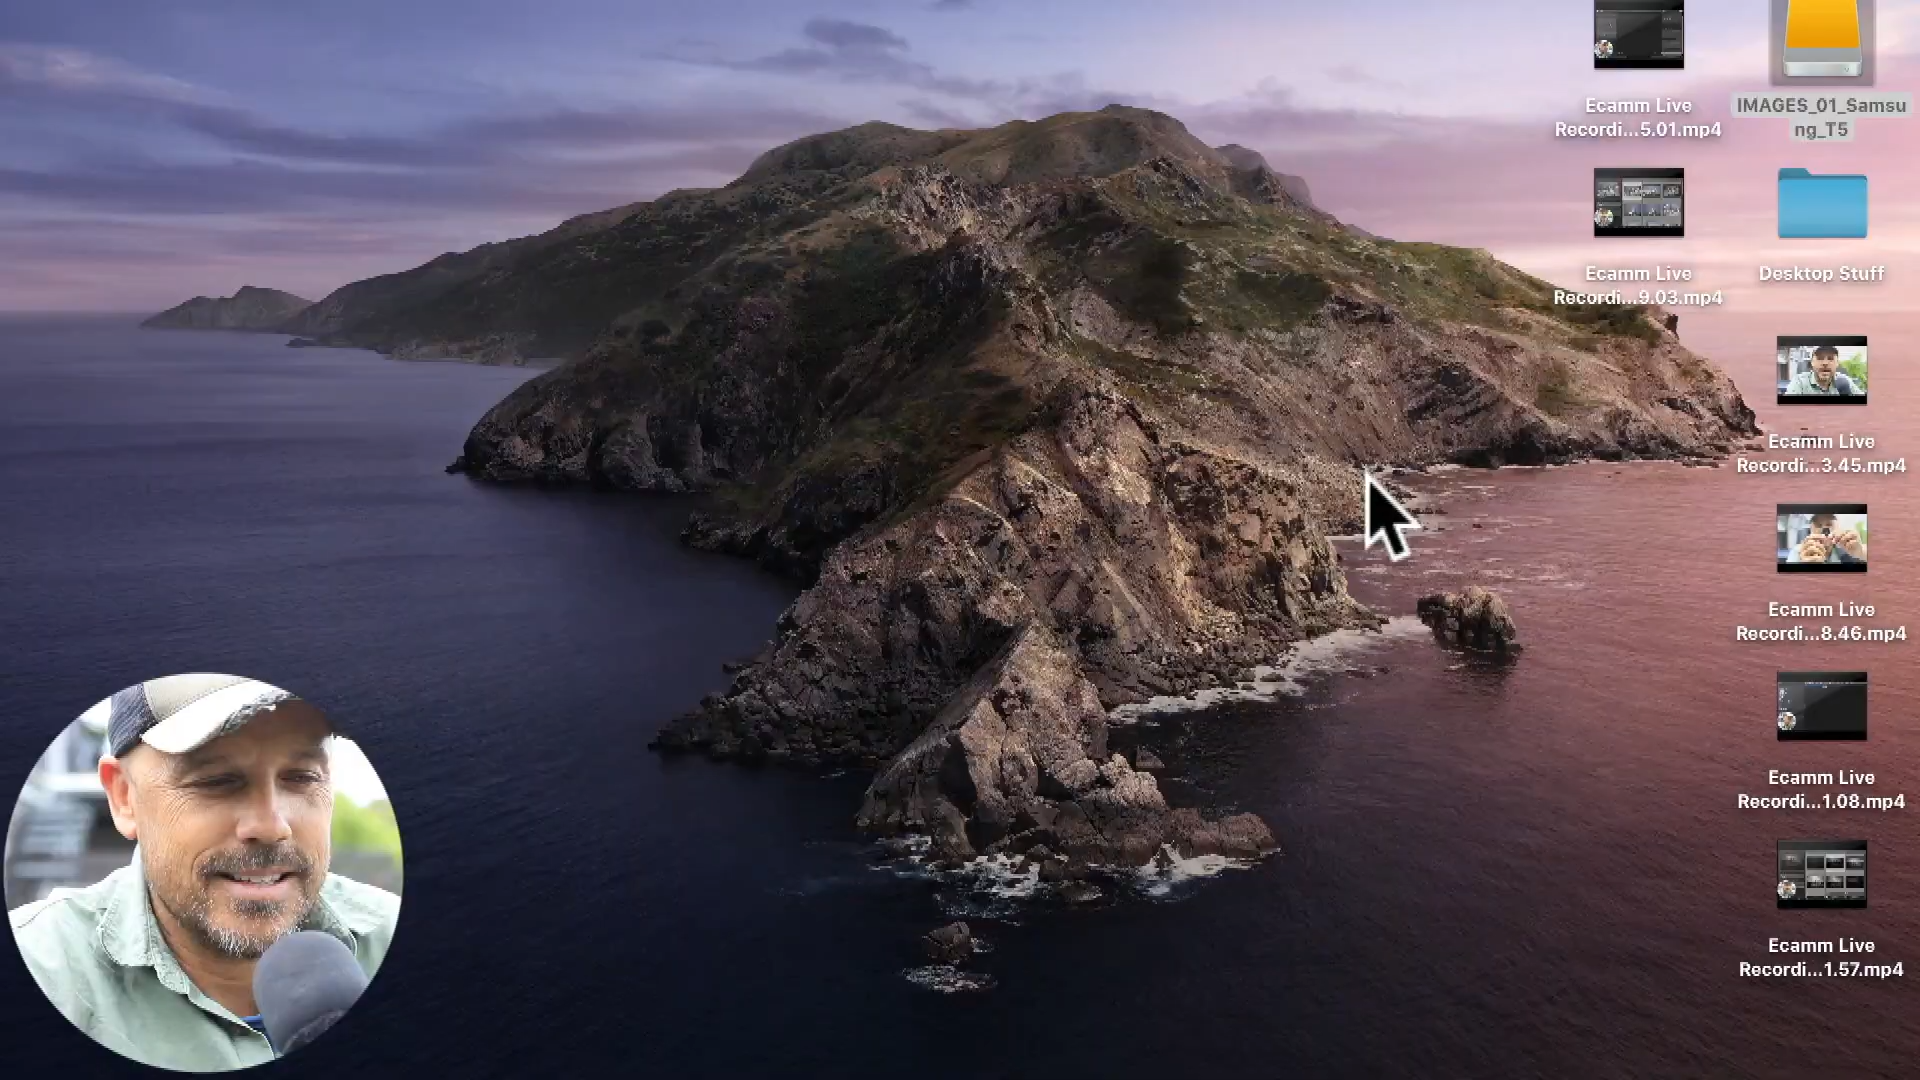 Ecamm Live
Recordi...5.01.mp4
IMAGES_01_Samsu
ng_T5
Ecamm Live
Recordi...9.03.mp4
Desktop Stuff
Ecamm Live
Recordi...3.45.mp4
Ecamm Live
Recordi...8.46.mp4
Ecamm Live
Recordi...1.08.mp4
Ecamm Live
Recordi...1.57.mp4